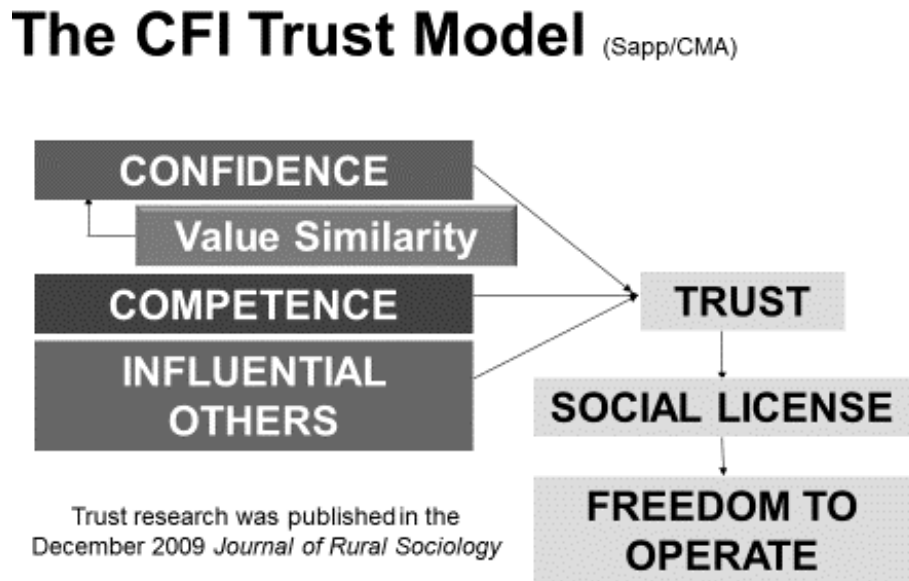 The CFI Trust Model (Sapp/CMA)
CONFIDENCE
Value Similarity
COMPETENCE
INFLUENTIAL
OTHERS
TRUST
SOCIAL LICENSE
FREEDOM TO
OPERATE
Trust research was published in the
December 2009 Journal of Rural Sociology